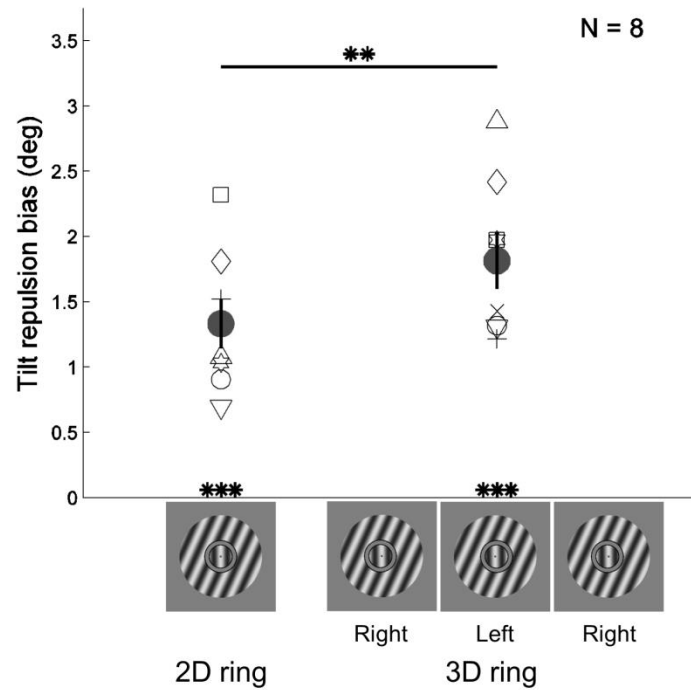 N = 8
**
3.5
3
2.5
2
1.5
1
0.5
0
Tilt repulsion bias (deg)
*** ***
Right Left Right
2D ring 3D ring